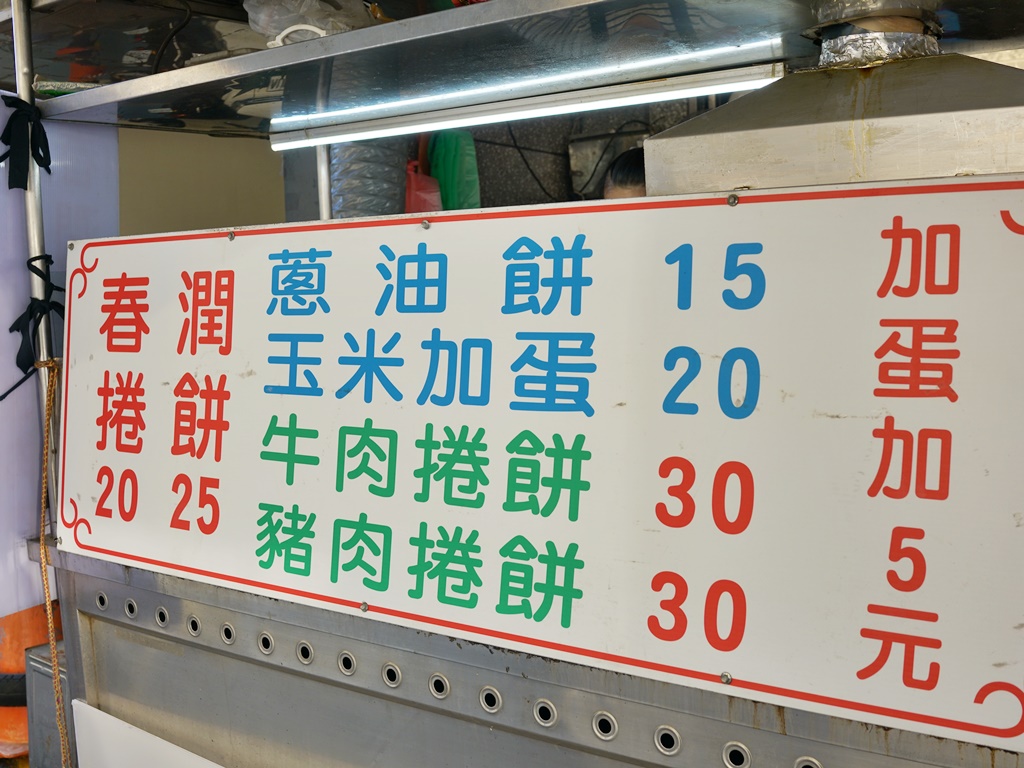 春潤
捲餅
20 25
蔥油餅 15
玉米加蛋 20
牛肉捲餅 30
豬肉捲餅 30
加蛋加5元